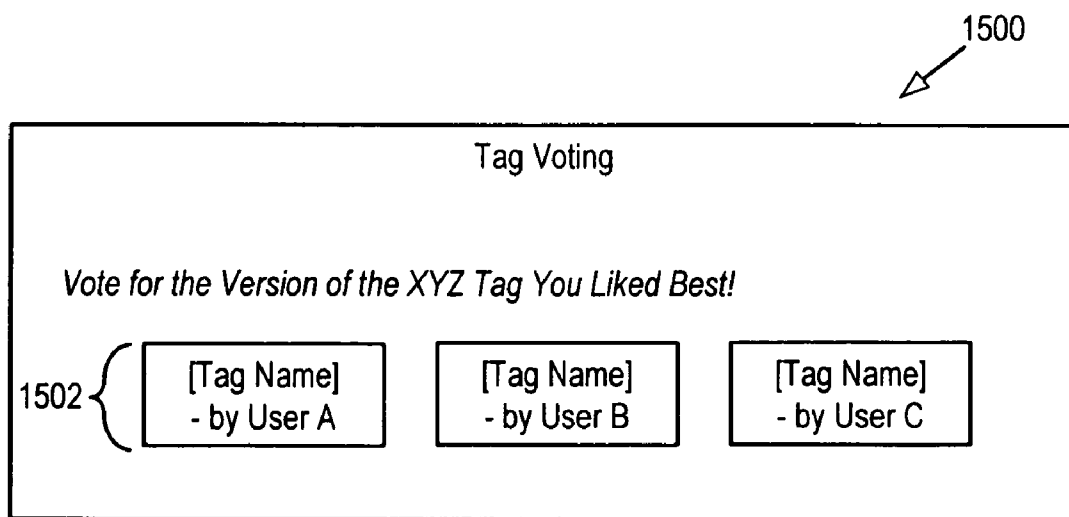 1500
Tag Voting
Vote for the Version of the XYZ Tag You Liked Best!
1502
[Tag Name]
- by User A
[Tag Name]
- by User B
[Tag Name]
- by User C